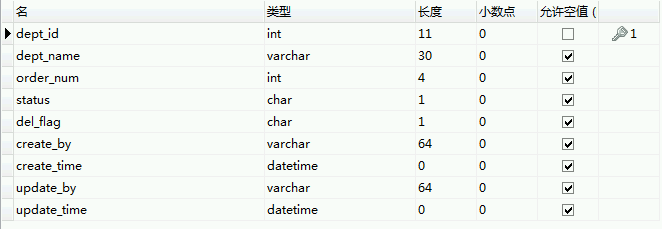 名 类型 长度 小数点 允许空值 (
dept_id int 11 0 1
dept_name varchar 30 0
order_num int 4 0
status char 1 0
del_flag char 1 0
create_by varchar 64 0
create_time datetime 0 0
update_by varchar 64 0
update_time datetime 0 0